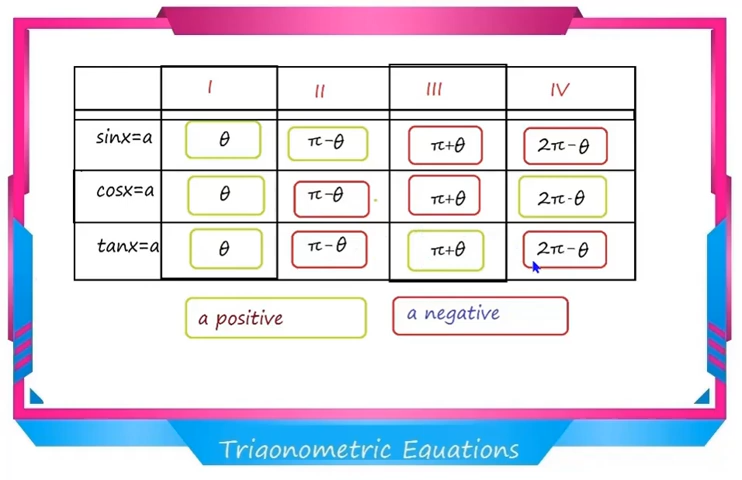 I II III IV
sinx=a θ π-θ π+θ 2π-θ
cosx=a θ π-θ π+θ 2π-θ
tanx=a θ π-θ π+θ 2π-θ
a positive a negative
Trigonometric Equations